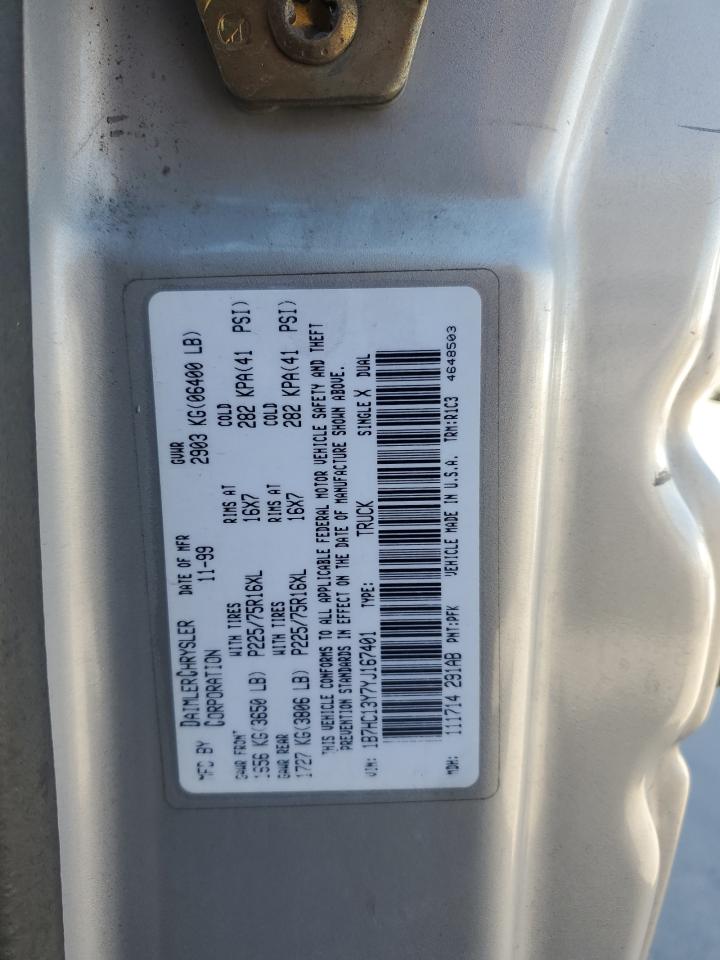 MFD BY DAIMLERCHRYSLER CORPORATION DATE OF MFR 11-99 GVWR 2903 KG(06400 LB)
GAWR FRONT WITH TIRES RIMS AT COLD
1656 KG(3650 LB) P225/75R16XL 16X7 282 KPA(41 PSI)
GAWR REAR WITH TIRES RIMS AT COLD
1727 KG(3806 LB) P225/75R16XL 16X7 282 KPA(41 PSI)
THIS VEHICLE CONFORMS TO ALL APPLICABLE FEDERAL MOTOR VEHICLE SAFETY AND THEFT
PREVENTION STANDARDS IN EFFECT ON THE DATE OF MANUFACTURE SHOWN ABOVE.
VIN: 1B7HC13Y7YJ167401 TYPE: TRUCK SINGLE X DUAL
MDH: 111714 291AB PNT:PFK VEHICLE MADE IN U.S.A. TRM:R1C3 4648503